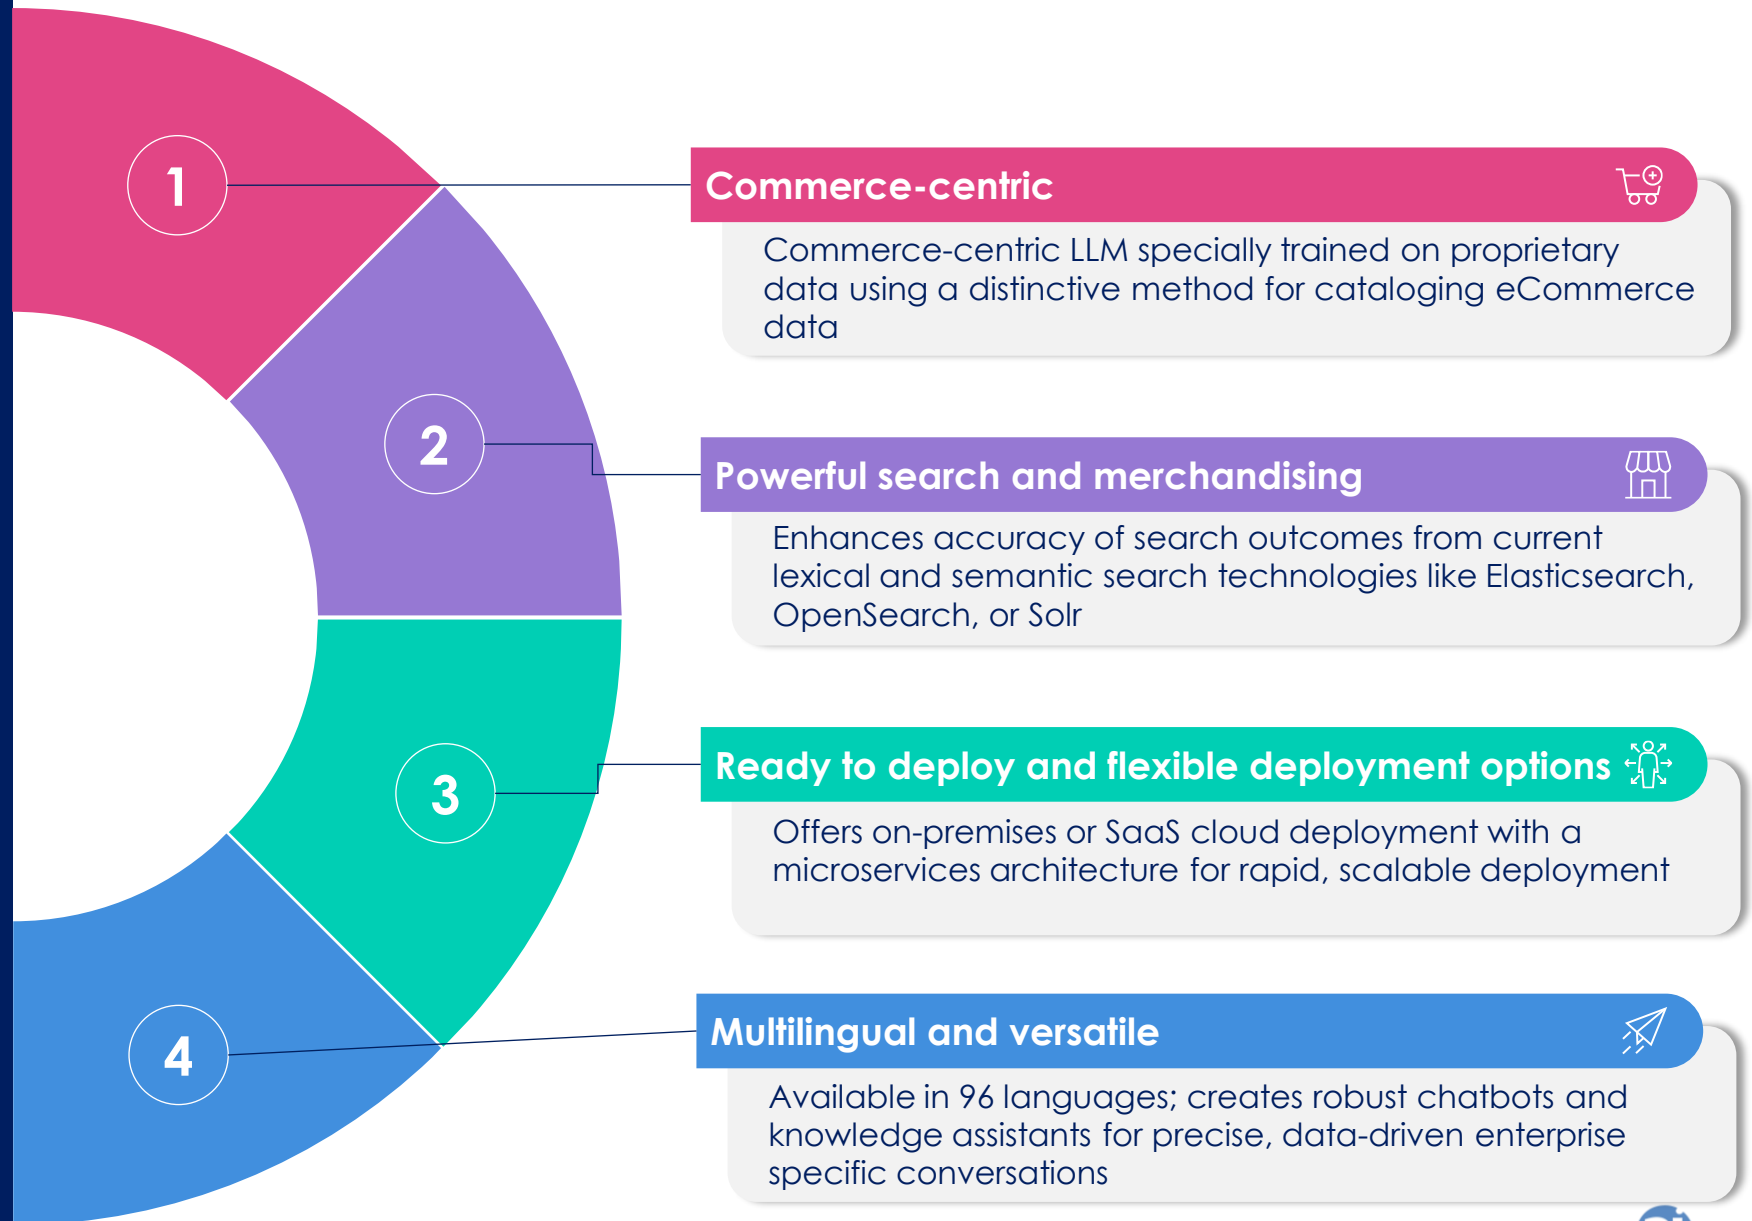 1
Commerce-centric
Commerce-centric LLM specially trained on proprietary
data using a distinctive method for cataloging eCommerce
data
2
Powerful search and merchandising
Enhances accuracy of search outcomes from current
lexical and semantic search technologies like Elasticsearch,
OpenSearch, or Solr
3
Ready to deploy and flexible deployment options
Offers on-premises or SaaS cloud deployment with a
microservices architecture for rapid, scalable deployment
4
Multilingual and versatile
Available in 96 languages; creates robust chatbots and
knowledge assistants for precise, data-driven enterprise
specific conversations